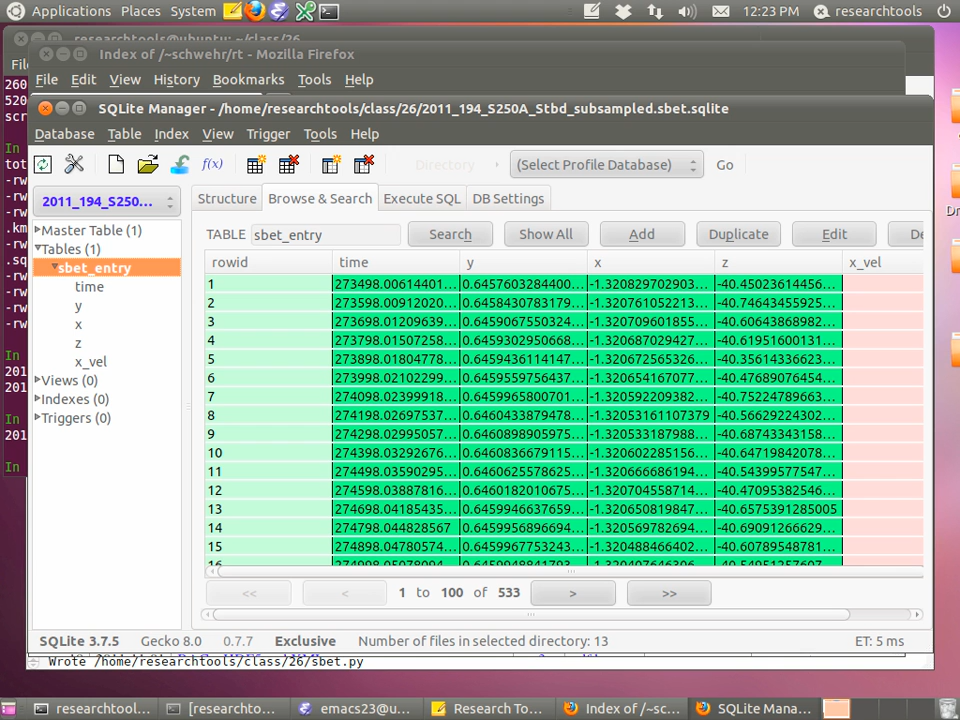 Applications Places System 12:23 PM researchtools
researchtools@ubuntu: ~/class/26
Index of /~schwehr/rt - Mozilla Firefox
File Edit View History Bookmarks Tools Help
SQLite Manager - /home/researchtools/class/26/2011_194_S250A_Stbd_subsampled.sbet.sqlite
Database Table Index View Trigger Tools Help
f(x) Directory (Select Profile Database) Go
2011_194_S250...
Master Table (1)
Tables (1)
sbet_entry
time
y
x
z
x_vel
Views (0)
Indexes (0)
Triggers (0)
Structure Browse & Search Execute SQL DB Settings
TABLE sbet_entry Search Show All Add Duplicate Edit De
rowid time y x z x_vel
1 273498.00614401... 0.6457603284400... -1.320829702903... -40.45023614456...
2 273598.00912020... 0.6458430783179... -1.320761052213... -40.74643455925...
3 273698.01209639... 0.6459067550324... -1.320709601855... -40.60643868982...
4 273798.01507258... 0.6459302950668... -1.320687029427... -40.61951600131...
5 273898.01804778... 0.6459436114147... -1.320672565326... -40.35614336623...
6 273998.02102299... 0.6459559756437... -1.320654167077... -40.47689076454...
7 274098.02399918... 0.6459965800701... -1.320592209382... -40.75224789663...
8 274198.02697537... 0.6460433879478... -1.32053161107379 -40.56629224302...
9 274298.02995057... 0.6460898905975... -1.320533187988... -40.68743343158...
10 274398.03292676... 0.6460836679115... -1.320602285156... -40.64719842078...
11 274498.03590295... 0.6460625578625... -1.320666686194... -40.54399577547...
12 274598.03887816... 0.6460182010675... -1.320704558714... -40.47095382546...
13 274698.04185435... 0.6459946637659... -1.320650819847... -40.6575391285005
14 274798.044828567 0.6459956896694... -1.320569782694... -40.69091266629...
15 274898.04780574... 0.6459967753243... -1.320488466402... -40.60789548781...
<< < 1 to 100 of 533 > >>
SQLite 3.7.5 Gecko 8.0 0.7.7 Exclusive Number of files in selected directory: 13 ET: 5 ms
Wrote /home/researchtools/class/26/sbet.py
researchtool... [researchto... emacs23@u... Research To... Index of /~sc... SQLite Mana...